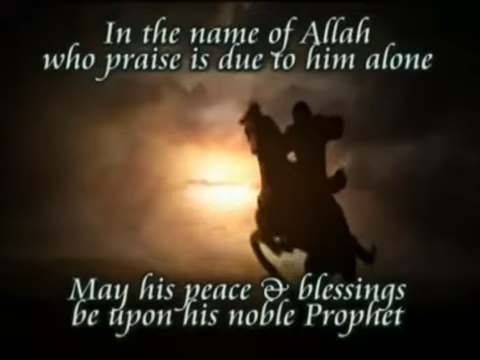 In the name of Allah
who praise is due to him alone
May his peace & blessings
be upon his noble Prophet